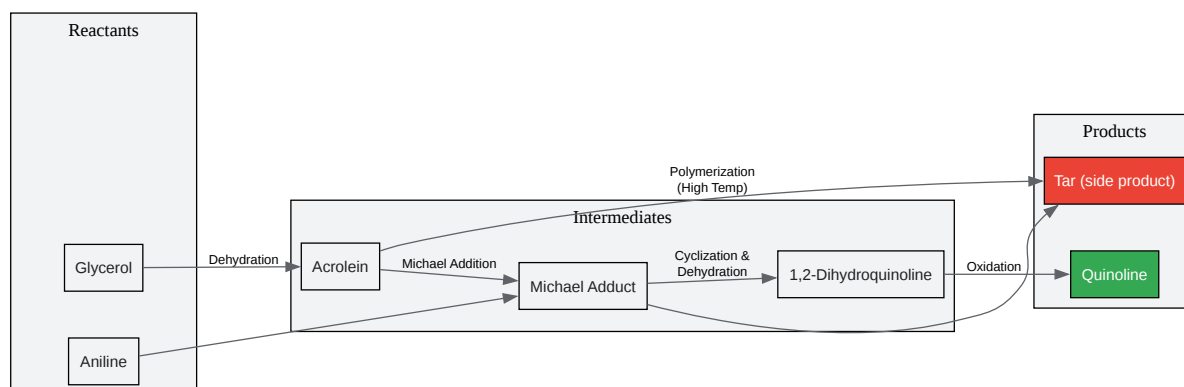 Reactants
Glycerol
Aniline
Dehydration
Intermediates
Acrolein
Michael Addition
Polymerization
(High Temp)
Michael Adduct
Cyclization &
Dehydration
1,2-Dihydroquinoline
Oxidation
Products
Tar (side product)
Quinoline